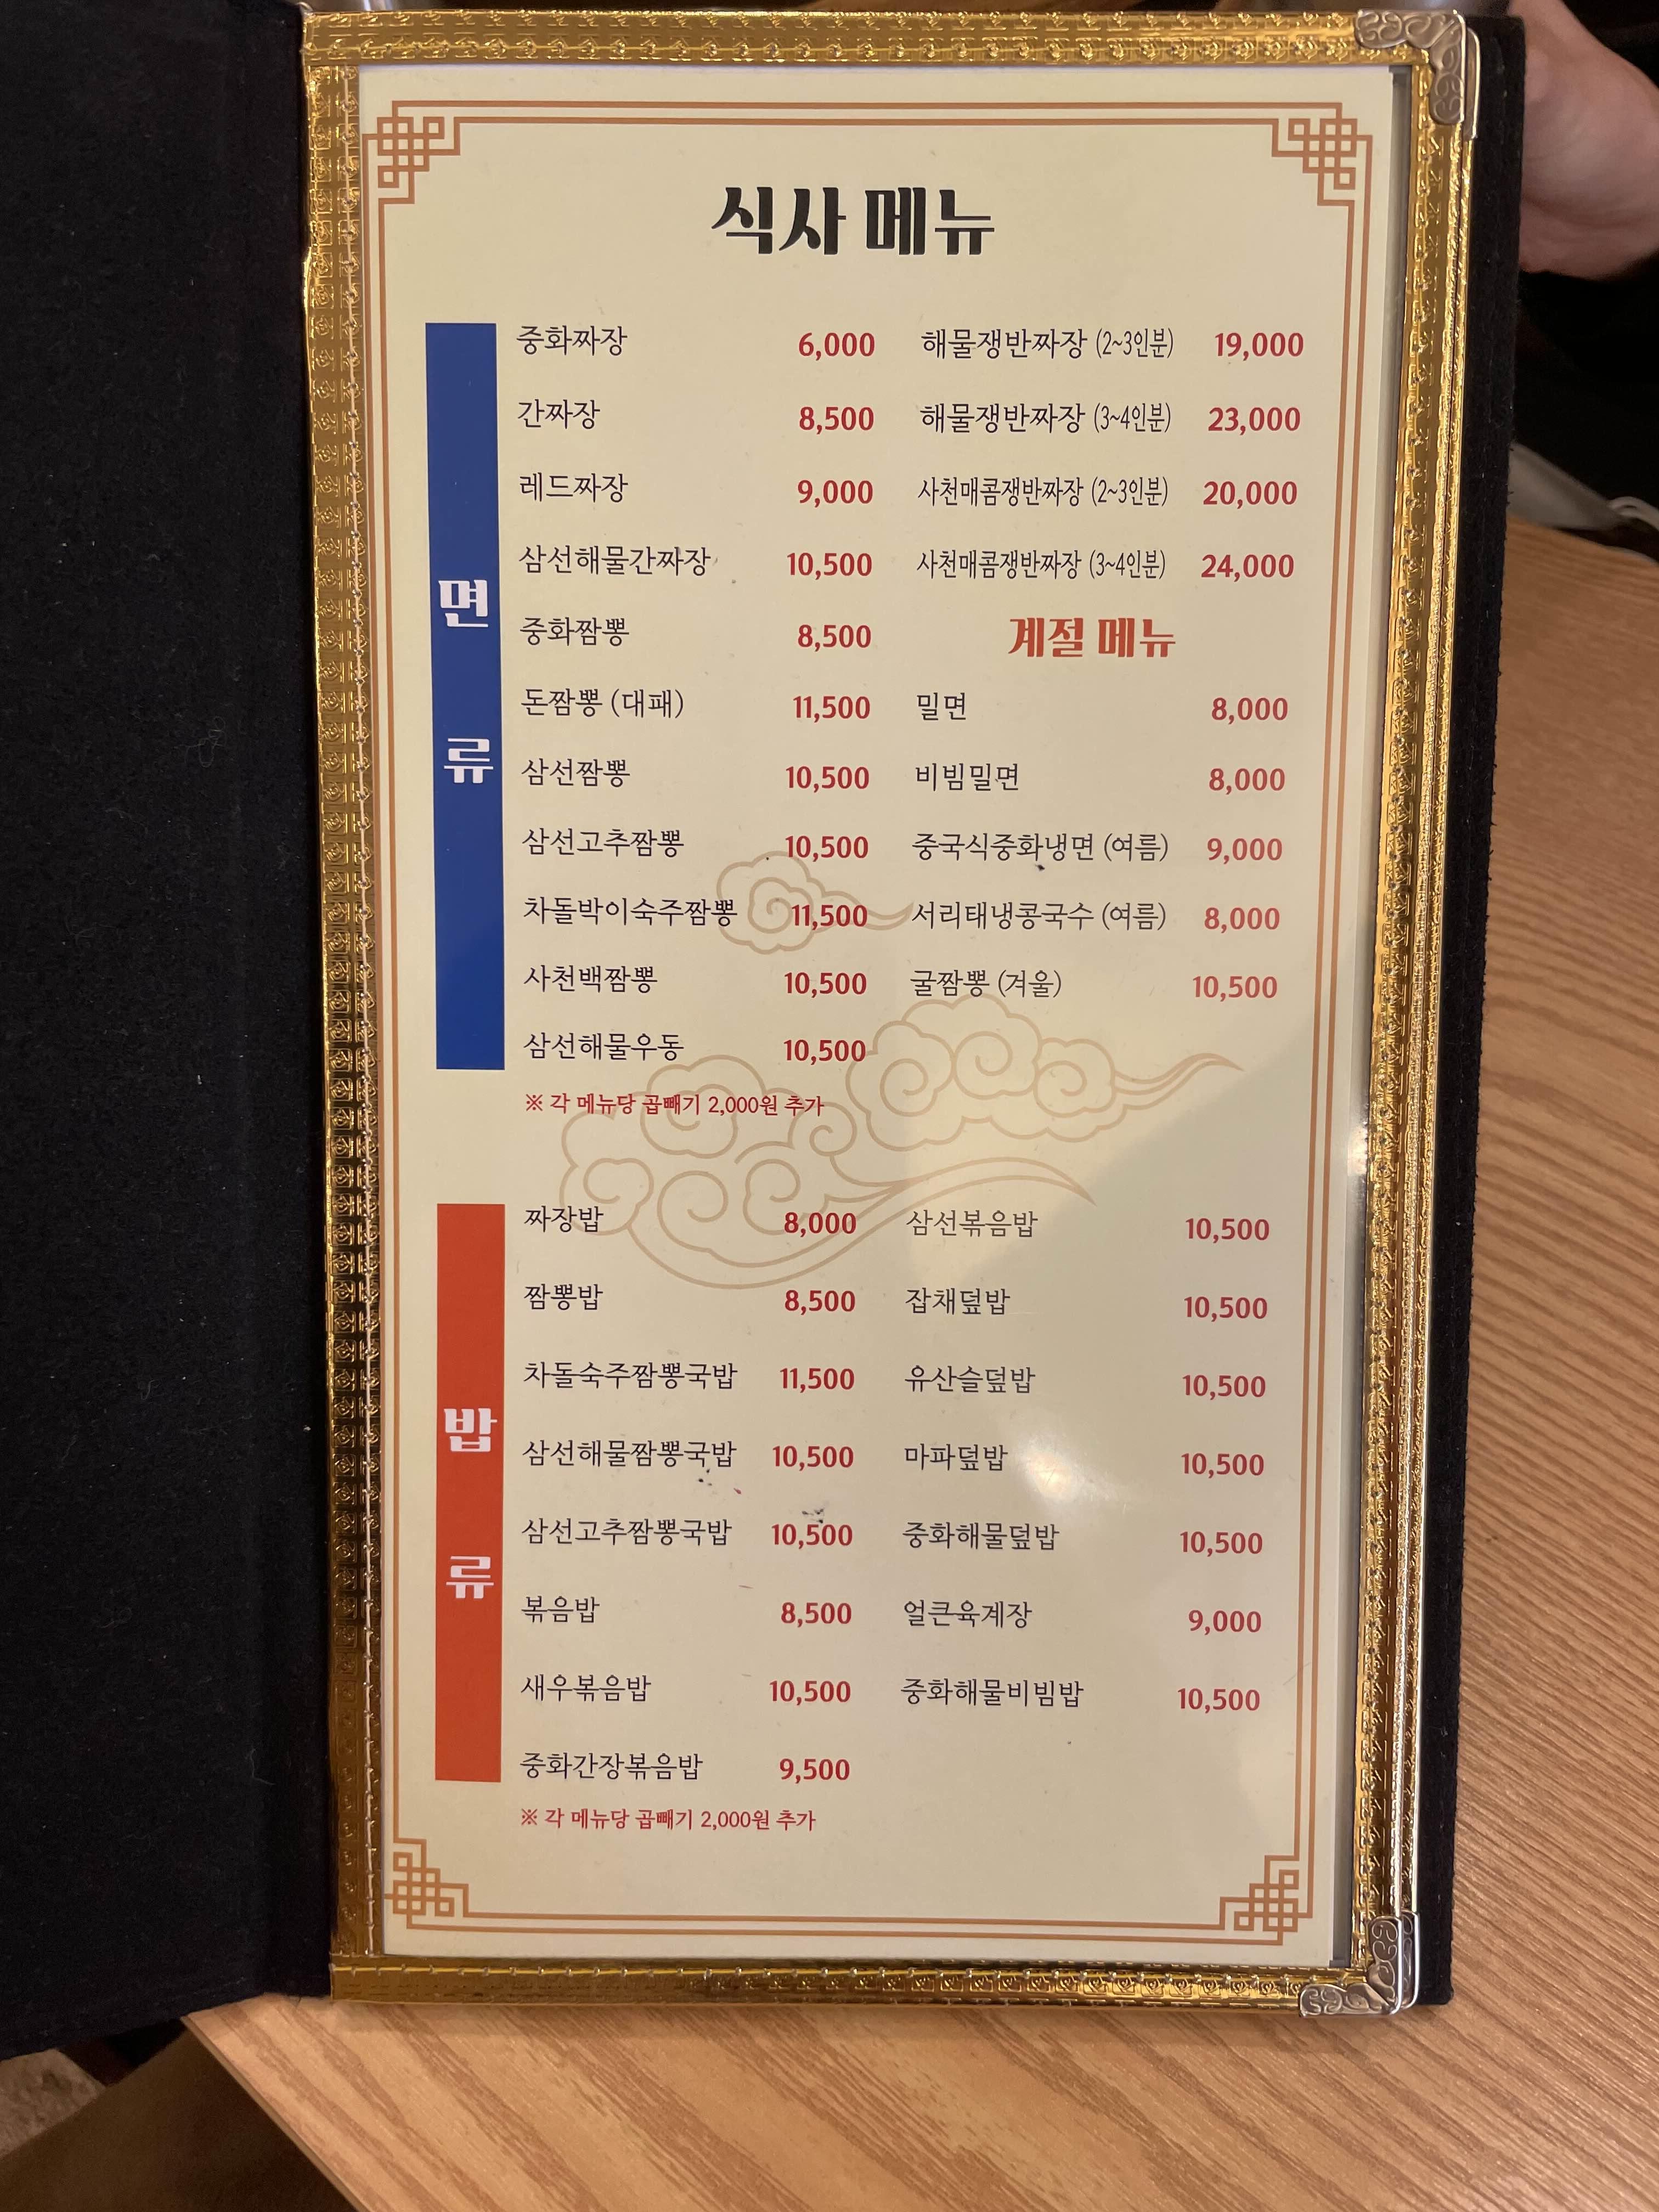 식사 메뉴
면류
중화짜장 6,000
간짜장 8,500
레드짜장 9,000
삼선해물간짜장 10,500
중화짬뽕 8,500
돈짬뽕 (대패) 11,500
삼선짬뽕 10,500
삼선고추짬뽕 10,500
차돌박이숙주짬뽕 11,500
사천백짬뽕 10,500
삼선해물우동 10,500
※ 각 메뉴당 곱빼기 2,000원 추가
해물쟁반짜장 (2~3인분) 19,000
해물쟁반짜장 (3~4인분) 23,000
사천매콤쟁반짜장 (2~3인분) 20,000
사천매콤쟁반짜장 (3~4인분) 24,000
계절 메뉴
밀면 8,000
비빔밀면 8,000
중국식중화냉면 (여름) 9,000
서리태냉콩국수 (여름) 8,000
굴짬뽕 (겨울) 10,500
밥류
짜장밥 8,000
짬뽕밥 8,500
차돌숙주짬뽕국밥 11,500
삼선해물짬뽕국밥 10,500
삼선고추짬뽕국밥 10,500
볶음밥 8,500
새우볶음밥 10,500
중화간장볶음밥 9,500
※ 각 메뉴당 곱빼기 2,000원 추가
삼선볶음밥 10,500
잡채덮밥 10,500
유산슬덮밥 10,500
마파덮밥 10,500
중화해물덮밥 10,500
얼큰육계장 9,000
중화해물비빔밥 10,500